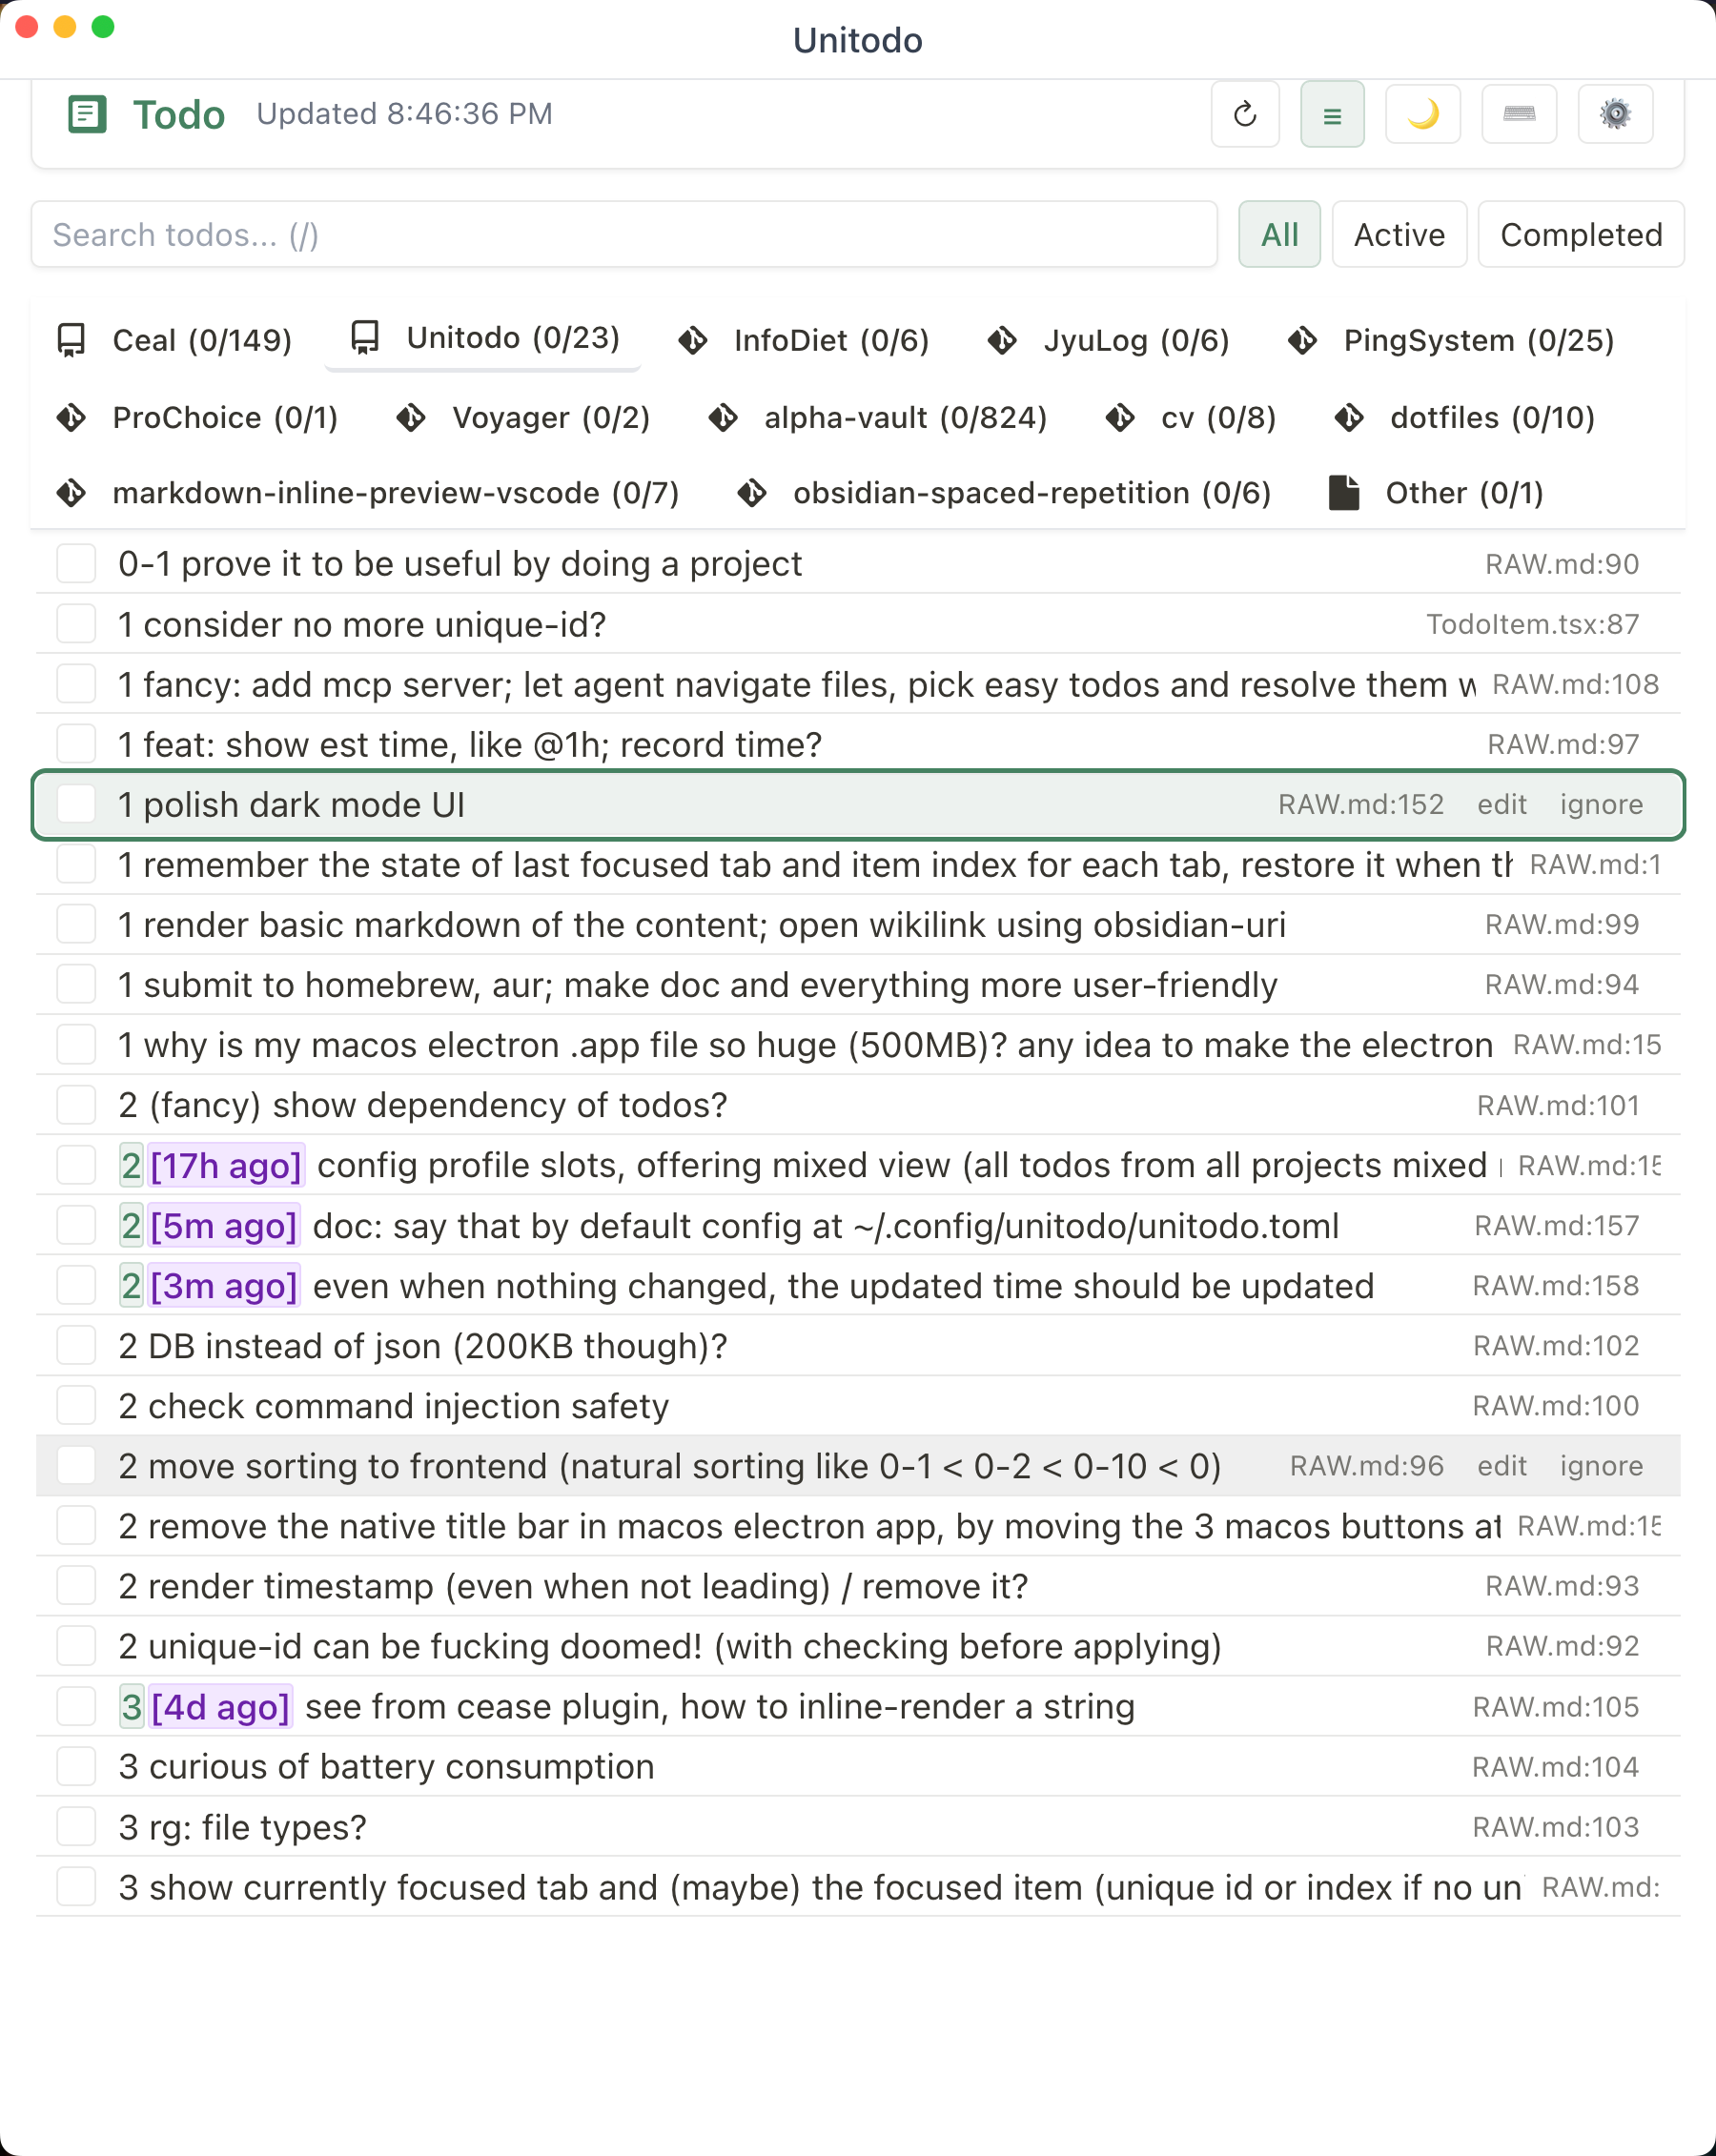 Unitodo
Todo Updated 8:46:36 PM
Search todos... (/) All Active Completed
Ceal (0/149) Unitodo (0/23) InfoDiet (0/6) JyuLog (0/6) PingSystem (0/25)
ProChoice (0/1) Voyager (0/2) alpha-vault (0/824) cv (0/8) dotfiles (0/10)
markdown-inline-preview-vscode (0/7) obsidian-spaced-repetition (0/6) Other (0/1)
0-1 prove it to be useful by doing a project RAW.md:90
1 consider no more unique-id? TodoItem.tsx:87
1 fancy: add mcp server; let agent navigate files, pick easy todos and resolve them RAW.md:108
1 feat: show est time, like @1h; record time? RAW.md:97
1 polish dark mode UI RAW.md:152 edit ignore
1 remember the state of last focused tab and item index for each tab, restore it when RAW.md:1
1 render basic markdown of the content; open wikilink using obsidian-uri RAW.md:99
1 submit to homebrew, aur; make doc and everything more user-friendly RAW.md:94
1 why is my macos electron .app file so huge (500MB)? any idea to make the electron RAW.md:15
2 (fancy) show dependency of todos? RAW.md:101
2 [17h ago] config profile slots, offering mixed view (all todos from all projects mixed RAW.md:15
2 [5m ago] doc: say that by default config at ~/.config/unitodo/unitodo.toml RAW.md:157
2 [3m ago] even when nothing changed, the updated time should be updated RAW.md:158
2 DB instead of json (200KB though)? RAW.md:102
2 check command injection safety RAW.md:100
2 move sorting to frontend (natural sorting like 0-1 < 0-2 < 0-10 < 0) RAW.md:96 edit ignore
2 remove the native title bar in macos electron app, by moving the 3 macos buttons at RAW.md:15
2 render timestamp (even when not leading) / remove it? RAW.md:93
2 unique-id can be fucking doomed! (with checking before applying) RAW.md:92
3 [4d ago] see from cease plugin, how to inline-render a string RAW.md:105
3 curious of battery consumption RAW.md:104
3 rg: file types? RAW.md:103
3 show currently focused tab and (maybe) the focused item (unique id or index if no un RAW.md: